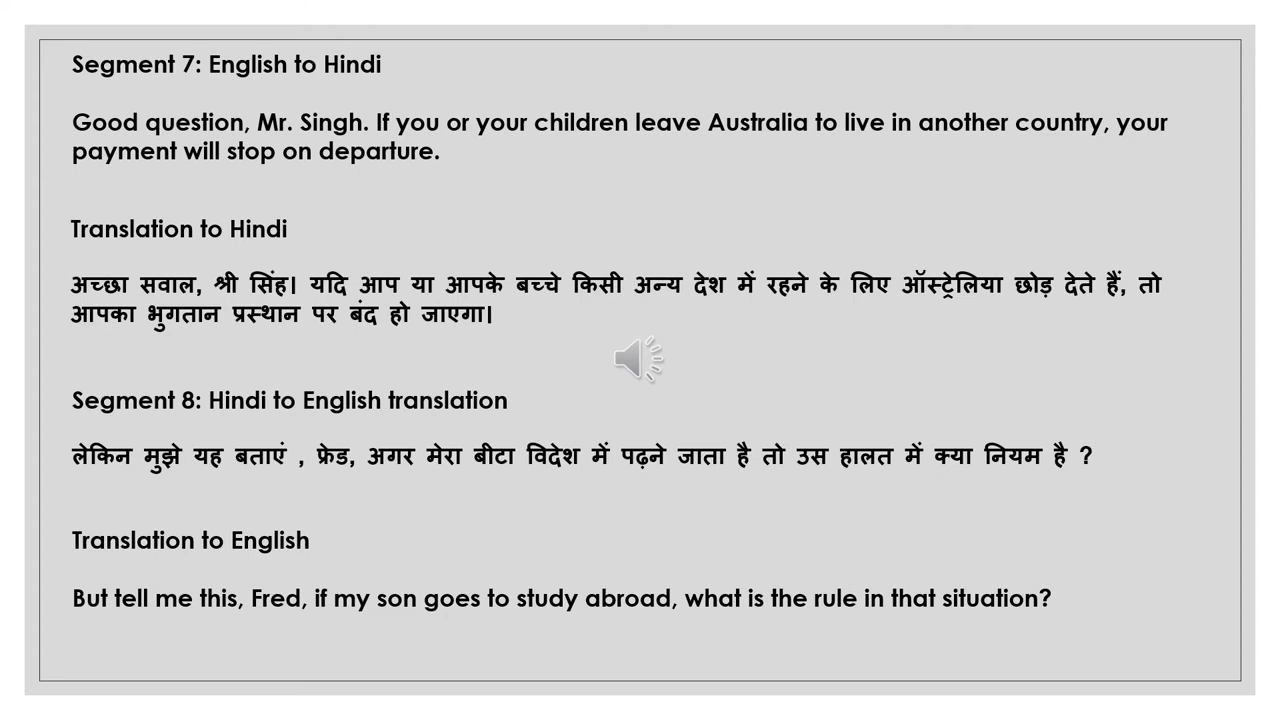 Segment 7: English to Hindi
Good question, Mr. Singh. If you or your children leave Australia to live in another country, your
payment will stop on departure.
Translation to Hindi
अच्छा सवाल, श्री सिंह। यदि आप या आपके बच्चे किसी अन्य देश में रहने के लिए ऑस्ट्रेलिया छोड़ देते हैं, तो
आपका भुगतान प्रस्थान पर बंद हो जाएगा।
Segment 8: Hindi to English translation
लेकिन मुझे यह बताएं , फ्रेड, अगर मेरा बीटा विदेश में पढ़ने जाता है तो उस हालत में क्या नियम है ?
Translation to English
But tell me this, Fred, if my son goes to study abroad, what is the rule in that situation?